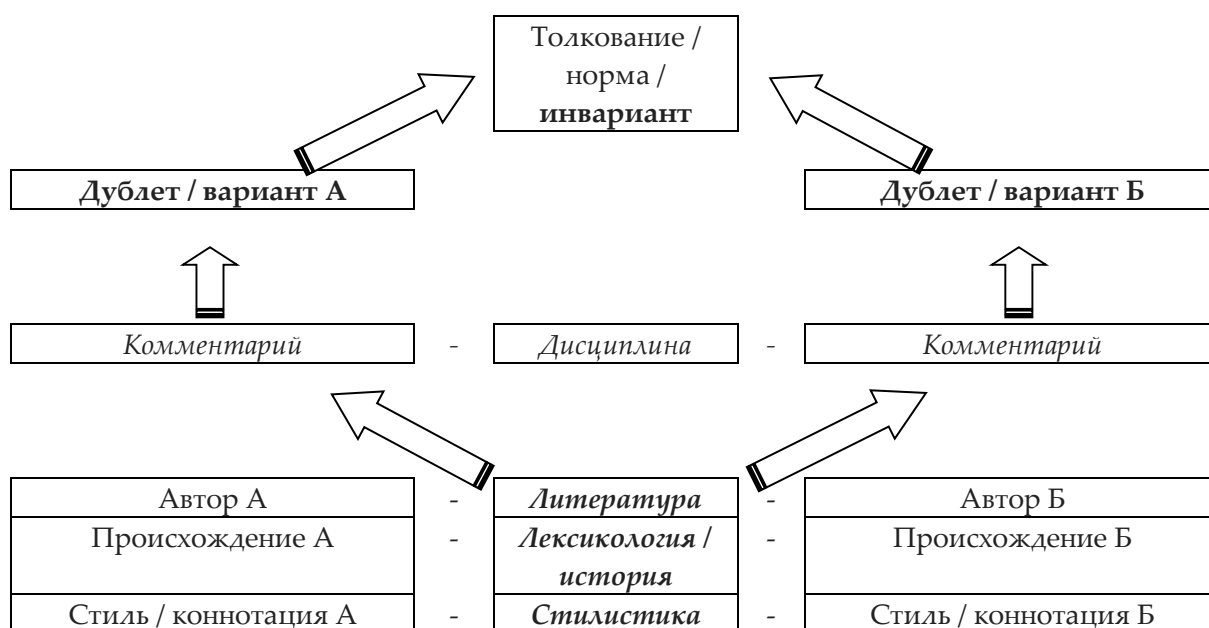 Толкование /
норма /
инвариант
Дублет / вариант А
Дублет / вариант Б
Комментарий - Дисциплина - Комментарий
Автор А - Литература - Автор Б
Происхождение А - Лексикология / - Происхождение Б
история
Стиль / коннотация А - Стилистика - Стиль / коннотация Б